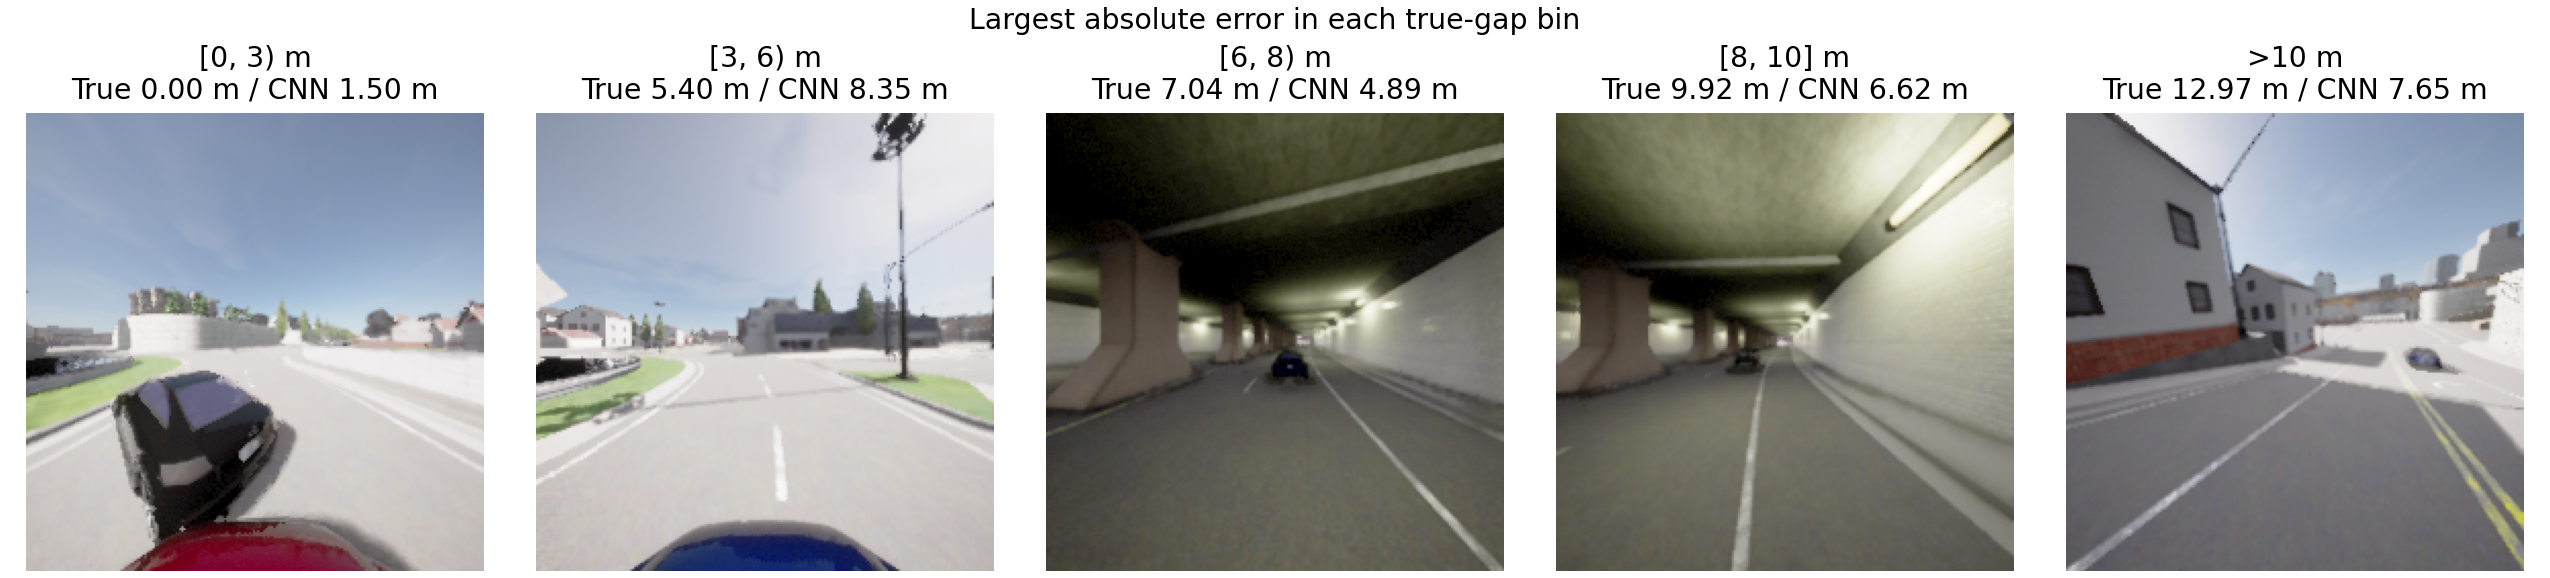 Largest absolute error in each true-gap bin
[0, 3) m
True 0.00 m / CNN 1.50 m
[3, 6) m
True 5.40 m / CNN 8.35 m
[6, 8) m
True 7.04 m / CNN 4.89 m
[8, 10] m
True 9.92 m / CNN 6.62 m
>10 m
True 12.97 m / CNN 7.65 m